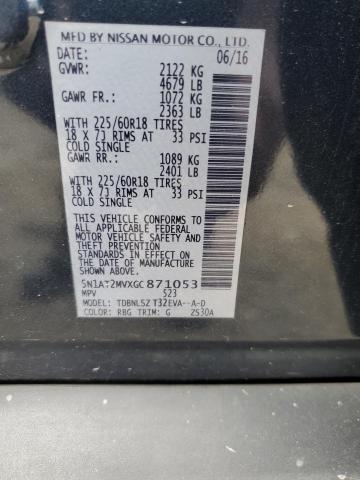 MFD BY NISSAN MOTOR CO., LTD.
DATE: 06/16
GVWR: 2122 KG
4679 LB
GAWR FR.: 1072 KG
2363 LB
WITH 225/60R18 TIRES
18 X 7J RIMS AT 33 PSI
COLD SINGLE
GAWR RR.: 1089 KG
2401 LB
WITH 225/60R18 TIRES
18 X 7J RIMS AT 33 PSI
COLD SINGLE
THIS VEHICLE CONFORMS TO
ALL APPLICABLE FEDERAL
MOTOR VEHICLE SAFETY
AND THEFT PREVENTION
STANDARDS IN EFFECT ON
THE DATE OF MANUFACTURE
SHOWN ABOVE.
5N1AT2MVXGC871053
MPV 523
MODEL: TDBNLSZ T32EVA--A-D
COLOR: RBG TRIM: G ZS30A